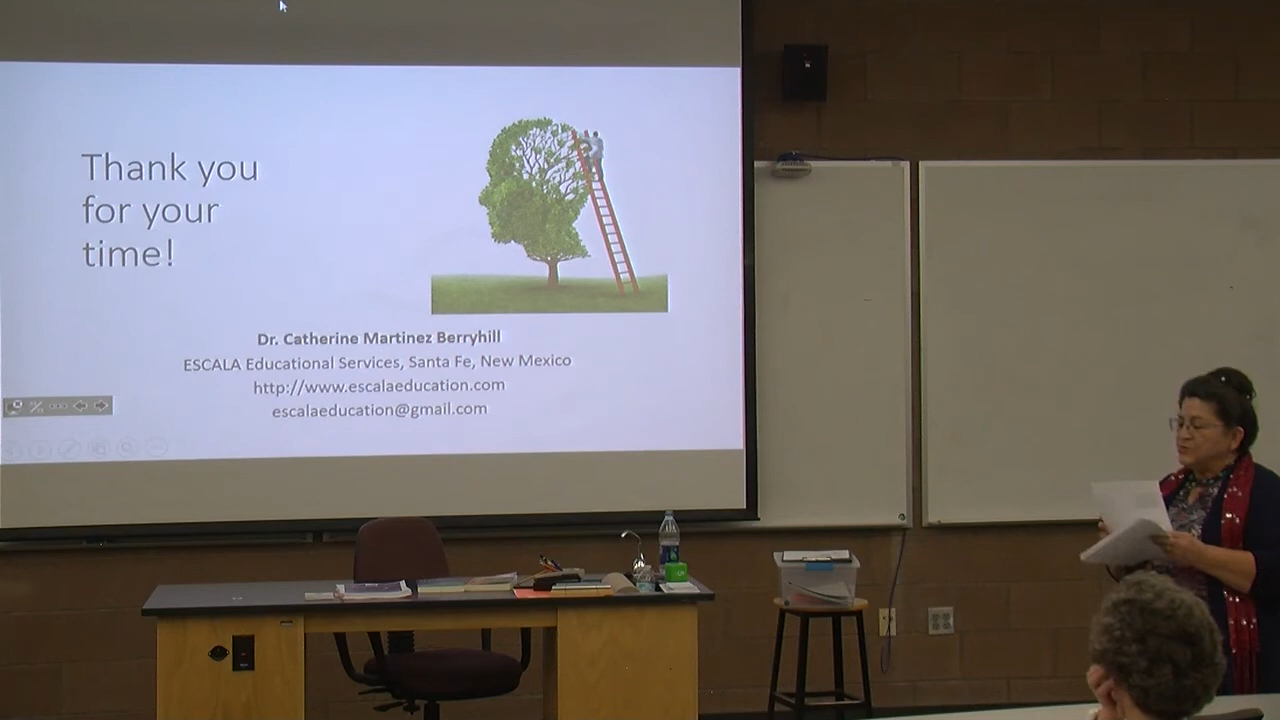 Thank you
for your
time!
Dr. Catherine Martinez Berryhill
ESCALA Educational Services, Santa Fe, New Mexico
http://www.escalaeducation.com
escalaeducation@gmail.com